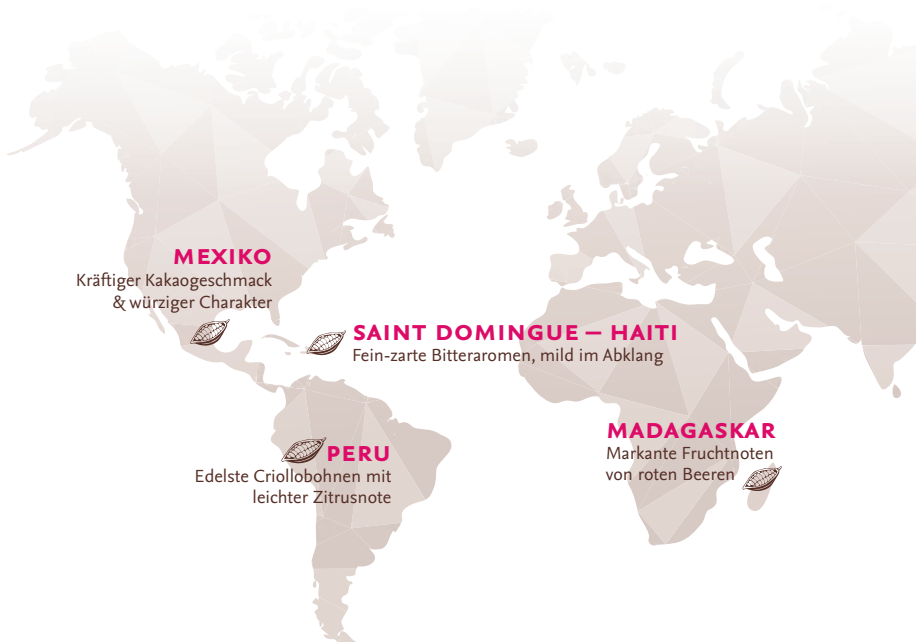 MEXIKO
Kräftiger Kakaogeschmack
& würziger Charakter
SAINT DOMINGUE – HAITI
Fein-zarte Bitteraromen, mild im Abklang
PERU
Edelste Criollobohnen mit
leichter Zitrusnote
MADAGASKAR
Markante Fruchtnoten
von roten Beeren